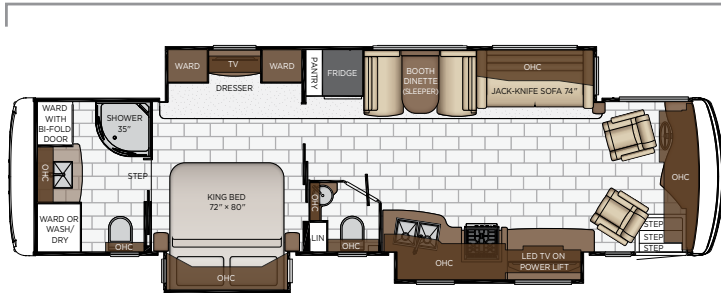 WARD
WITH
BI-FOLD
DOOR
SHOWER
35"
OHC
STEP
WARD OR
WASH/
DRY
OHC
WARD
TV
WARD
DRESSER
KING BED
72" × 80"
OHC
PANTRY
FRIDGE
OHC
LIN
OHC
BOOTH
DINETTE
(SLEEPER)
OHC
JACK-KNIFE SOFA 74"
OHC
LED TV ON
POWER LIFT
OHC
STEP
STEP
STEP